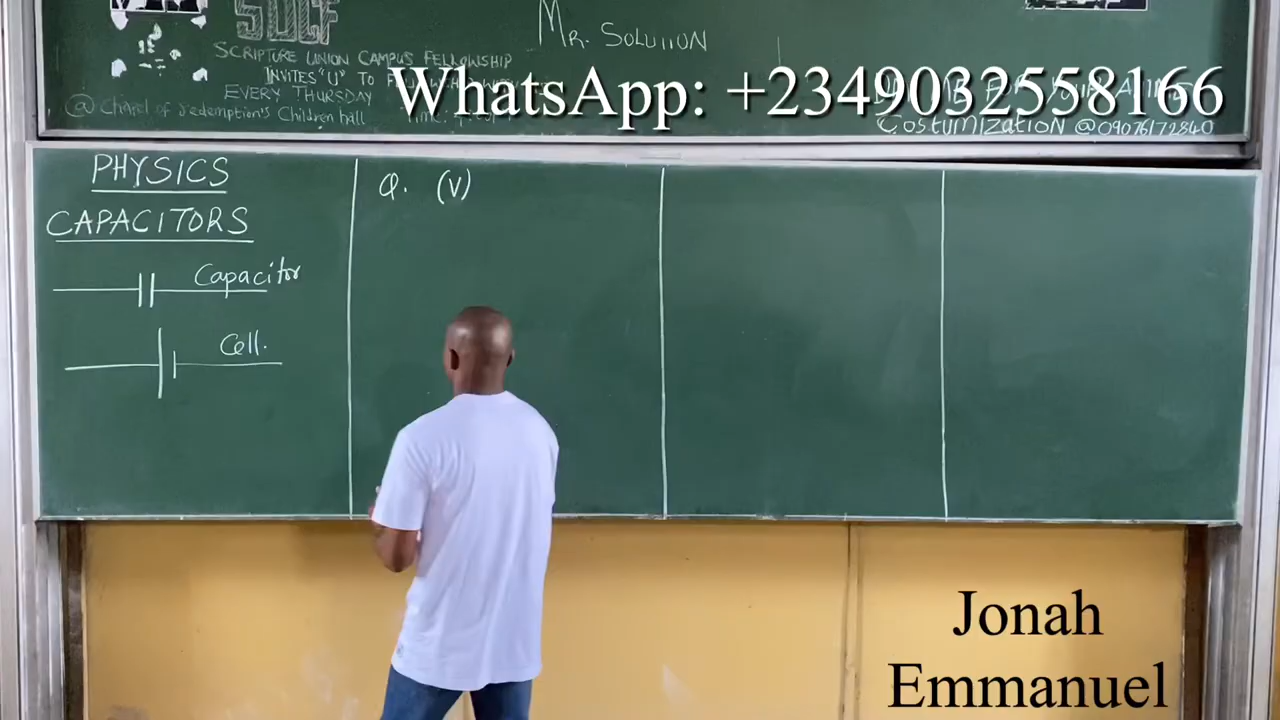 SUCF
MR. SOLUTION
SCRIPTURE UNION CAMPUS FELLOWSHIP
INVITES "U" TO
EVERY THURSDAY
@ Chapel of redemption's Children hall
WhatsApp: +2349032558166
Costumization @09076172840
PHYSICS
CAPACITORS
Capacitor
Cell.
Q. (V)
Jonah
Emmanuel